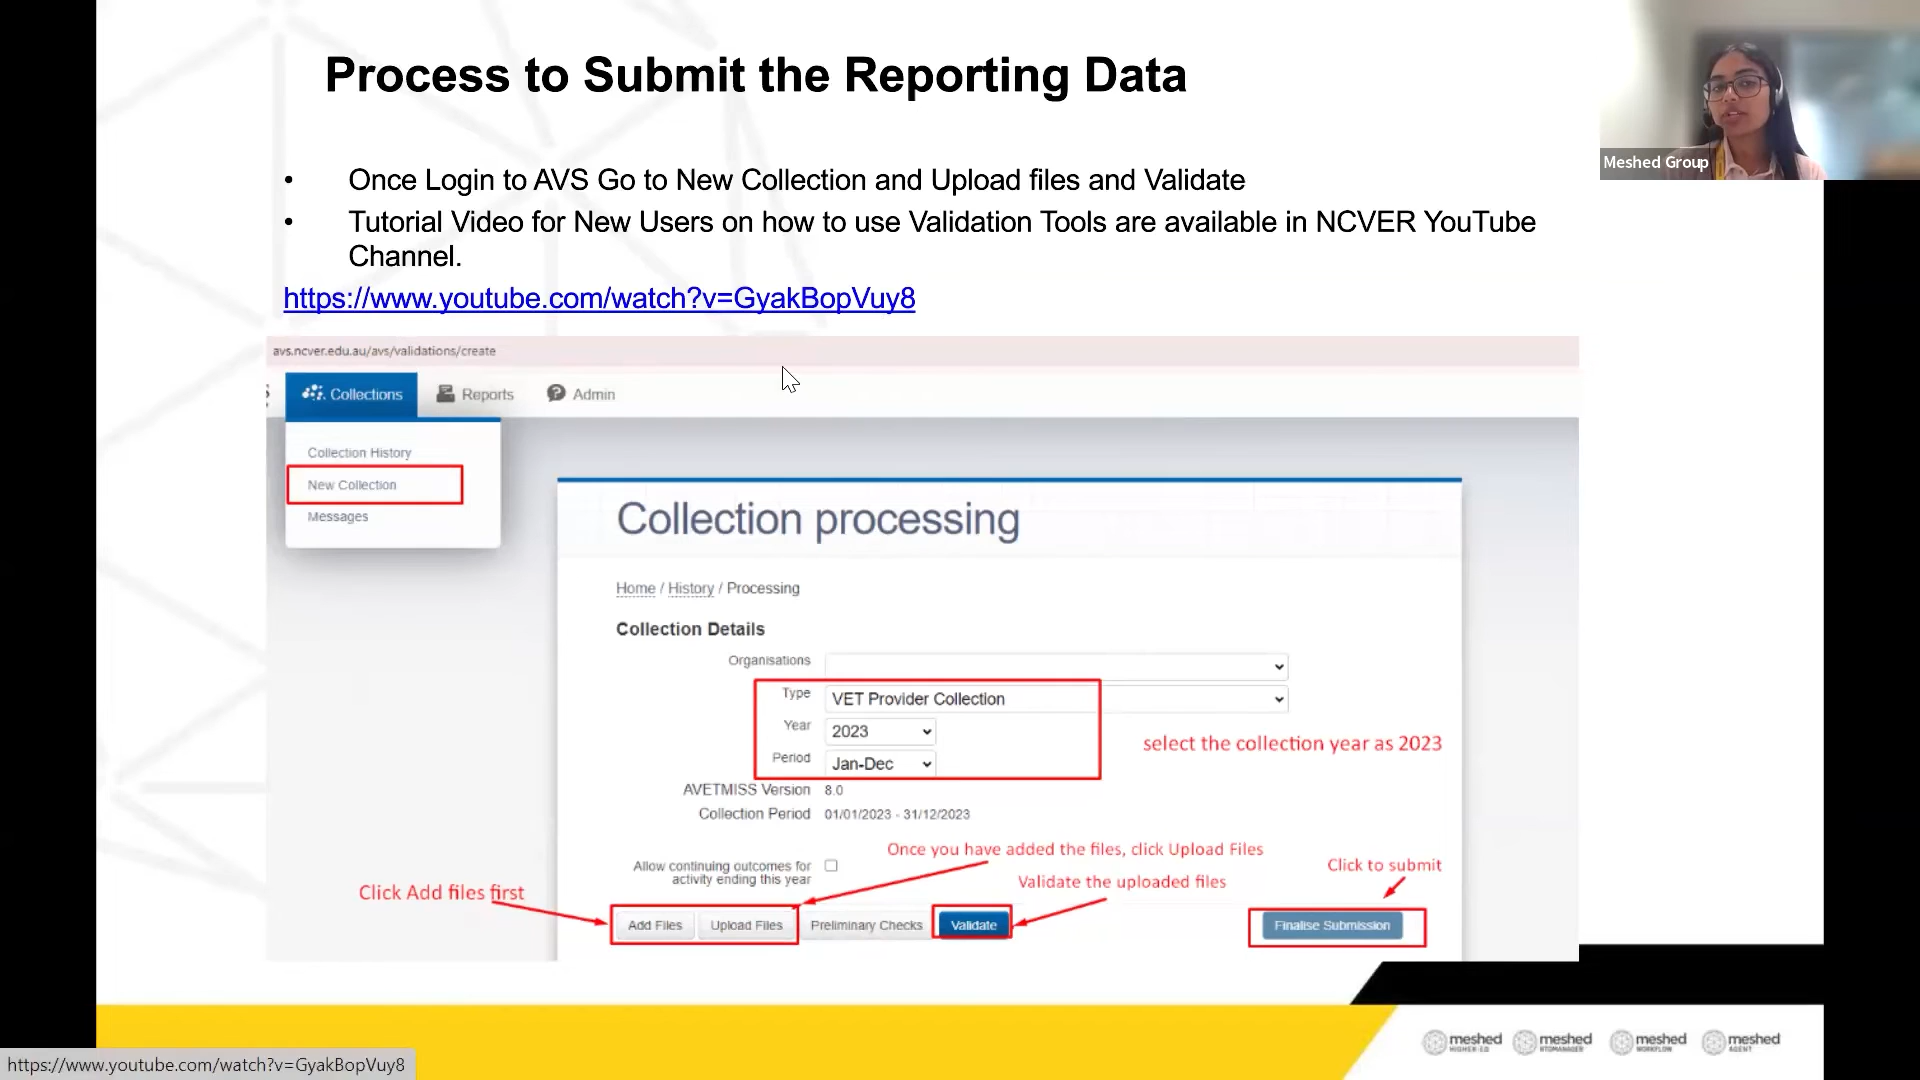 Process to Submit the Reporting Data
Meshed Group
• Once Login to AVS Go to New Collection and Upload files and Validate
• Tutorial Video for New Users on how to use Validation Tools are available in NCVER YouTube
Channel.
https://www.youtube.com/watch?v=GyakBopVuy8
avs.ncver.edu.au/avs/validations/create
Collections
Reports
Admin
Collection History
New Collection
Messages
Collection processing
Home / History / Processing
Collection Details
Organisations
Type VET Provider Collection
Year 2023
select the collection year as 2023
Period Jan-Dec
AVETMISS Version 8.0
Collection Period 01/01/2023 - 31/12/2023
Once you have added the files, click Upload Files
Allow continuing outcomes for
activity ending this year
Click to submit
Validate the uploaded files
Click Add files first
Add Files
Upload Files
Preliminary Checks
Validate
Finalise Submission
meshed
HIGHER-ED
meshed
RTOMANAGER
meshed
WORKFLOW
meshed
AGENT
https://www.youtube.com/watch?v=GyakBopVuy8